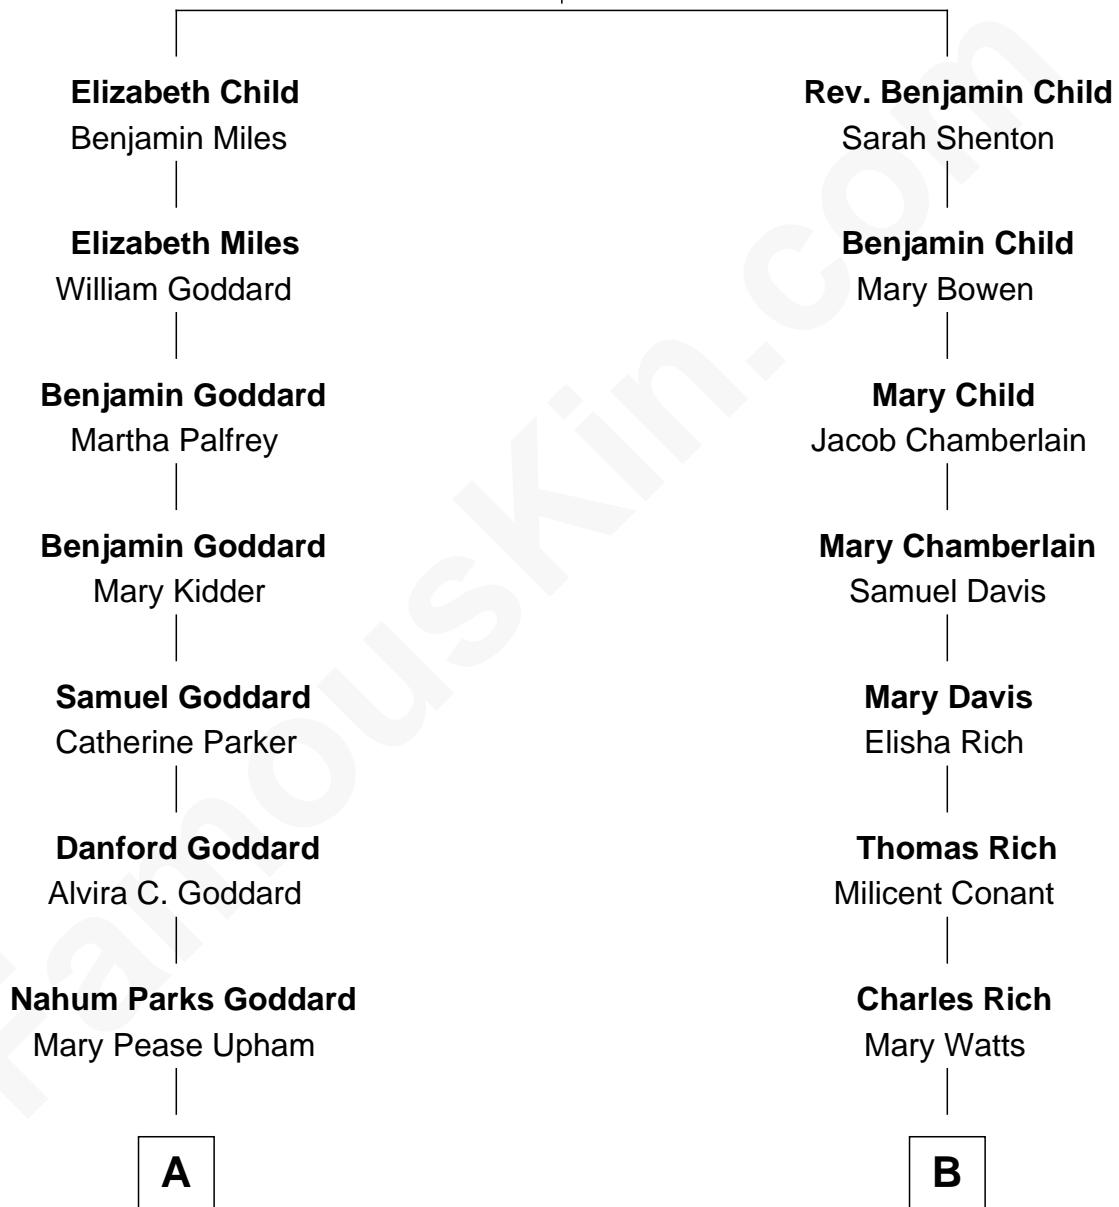 Elizabeth Child
Benjamin Miles
Elizabeth Miles
William Goddard
Benjamin Goddard
Martha Palfrey
Benjamin Goddard
Mary Kidder
Samuel Goddard
Catherine Parker
Danford Goddard
Alvira C. Goddard
Nahum Parks Goddard
Mary Pease Upham
A
Rev. Benjamin Child
Sarah Shenton
Benjamin Child
Mary Bowen
Mary Child
Jacob Chamberlain
Mary Chamberlain
Samuel Davis
Mary Davis
Elisha Rich
Thomas Rich
Milicent Conant
Charles Rich
Mary Watts
B
FamousKin.com